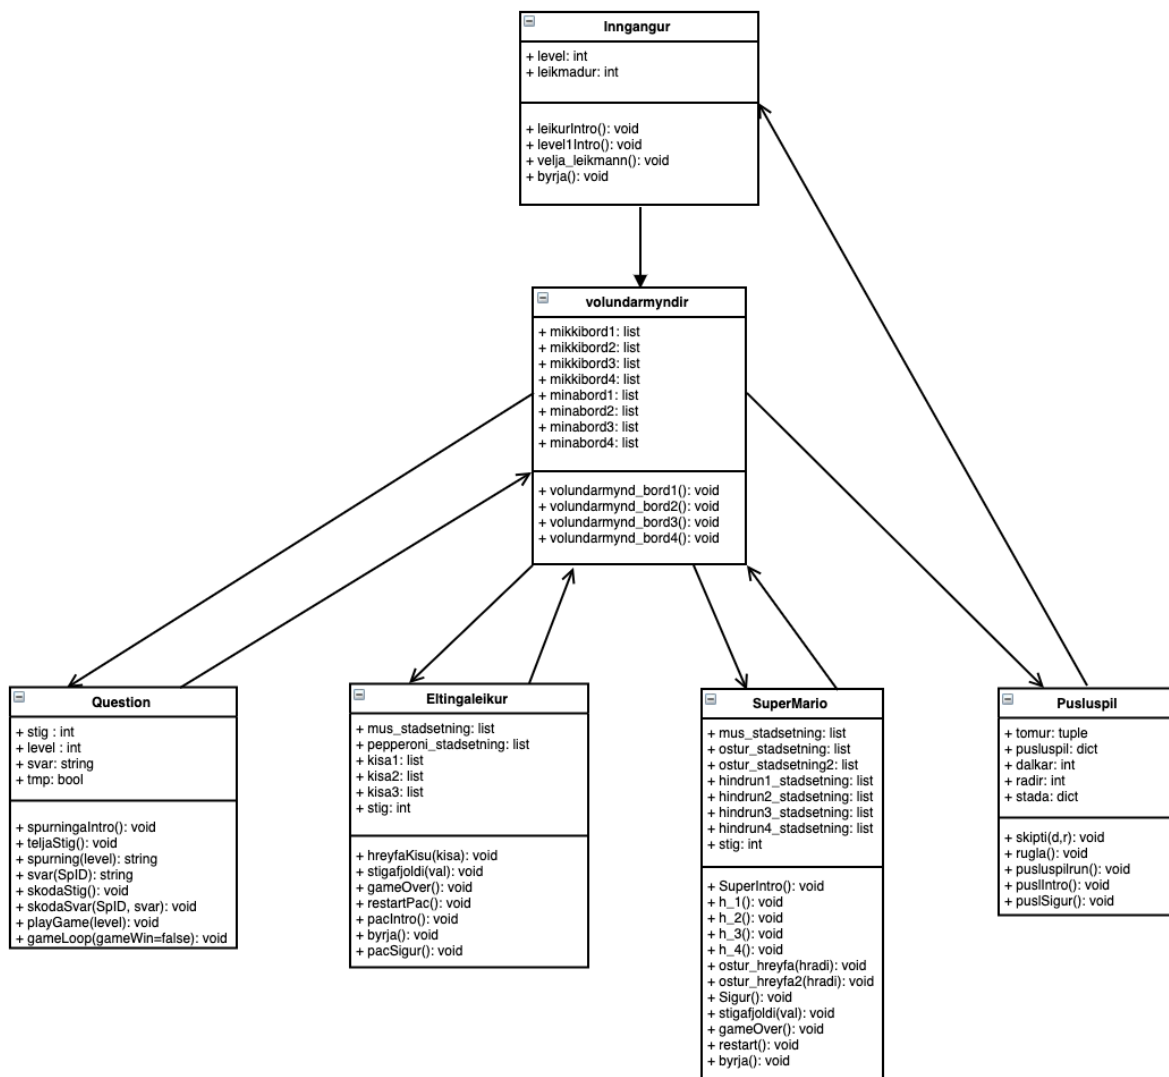 Inngangur
+ level: int
+ leikmadur: int
+ leikurIntro(): void
+ level1Intro(): void
+ velja_leikmann(): void
+ byrja(): void
volundarmyndir
+ mikkibord1: list
+ mikkibord2: list
+ mikkibord3: list
+ mikkibord4: list
+ minabord1: list
+ minabord2: list
+ minabord3: list
+ minabord4: list
+ volundarmynd_bord1(): void
+ volundarmynd_bord2(): void
+ volundarmynd_bord3(): void
+ volundarmynd_bord4(): void
Question
+ stig : int
+ level : int
+ svar: string
+ tmp: bool
+ spurningaIntro(): void
+ teljaStig(): void
+ spurning(level): string
+ svar(SpID): string
+ skodaStig(): void
+ skodaSvar(SpID, svar): void
+ playGame(level): void
+ gameLoop(gameWin=false): void
Eltingaleikur
+ mus_stadsetning: list
+ pepperoni_stadsetning: list
+ kisa1: list
+ kisa2: list
+ kisa3: list
+ stig: int
+ hreyfaKisu(kisa): void
+ stigafjoldi(val): void
+ gameOver(): void
+ restartPac(): void
+ pacIntro(): void
+ byrja(): void
+ pacSigur(): void
SuperMario
+ mus_stadsetning: list
+ ostur_stadsetning: list
+ ostur_stadsetning2: list
+ hindrun1_stadsetning: list
+ hindrun2_stadsetning: list
+ hindrun3_stadsetning: list
+ hindrun4_stadsetning: list
+ stig: int
+ SuperIntro(): void
+ h_1(): void
+ h_2(): void
+ h_3(): void
+ h_4(): void
+ ostur_hreyfa(hradi): void
+ ostur_hreyfa2(hradi): void
+ Sigur(): void
+ stigafjoldi(val): void
+ gameOver(): void
+ restart(): void
+ byrja(): void
Pusluspil
+ tomur: tuple
+ pusluspil: dict
+ dalkar: int
+ radir: int
+ stada: dict
+ skipti(d,r): void
+ rugla(): void
+ pusluspilrun(): void
+ puslIntro(): void
+ puslSigur(): void